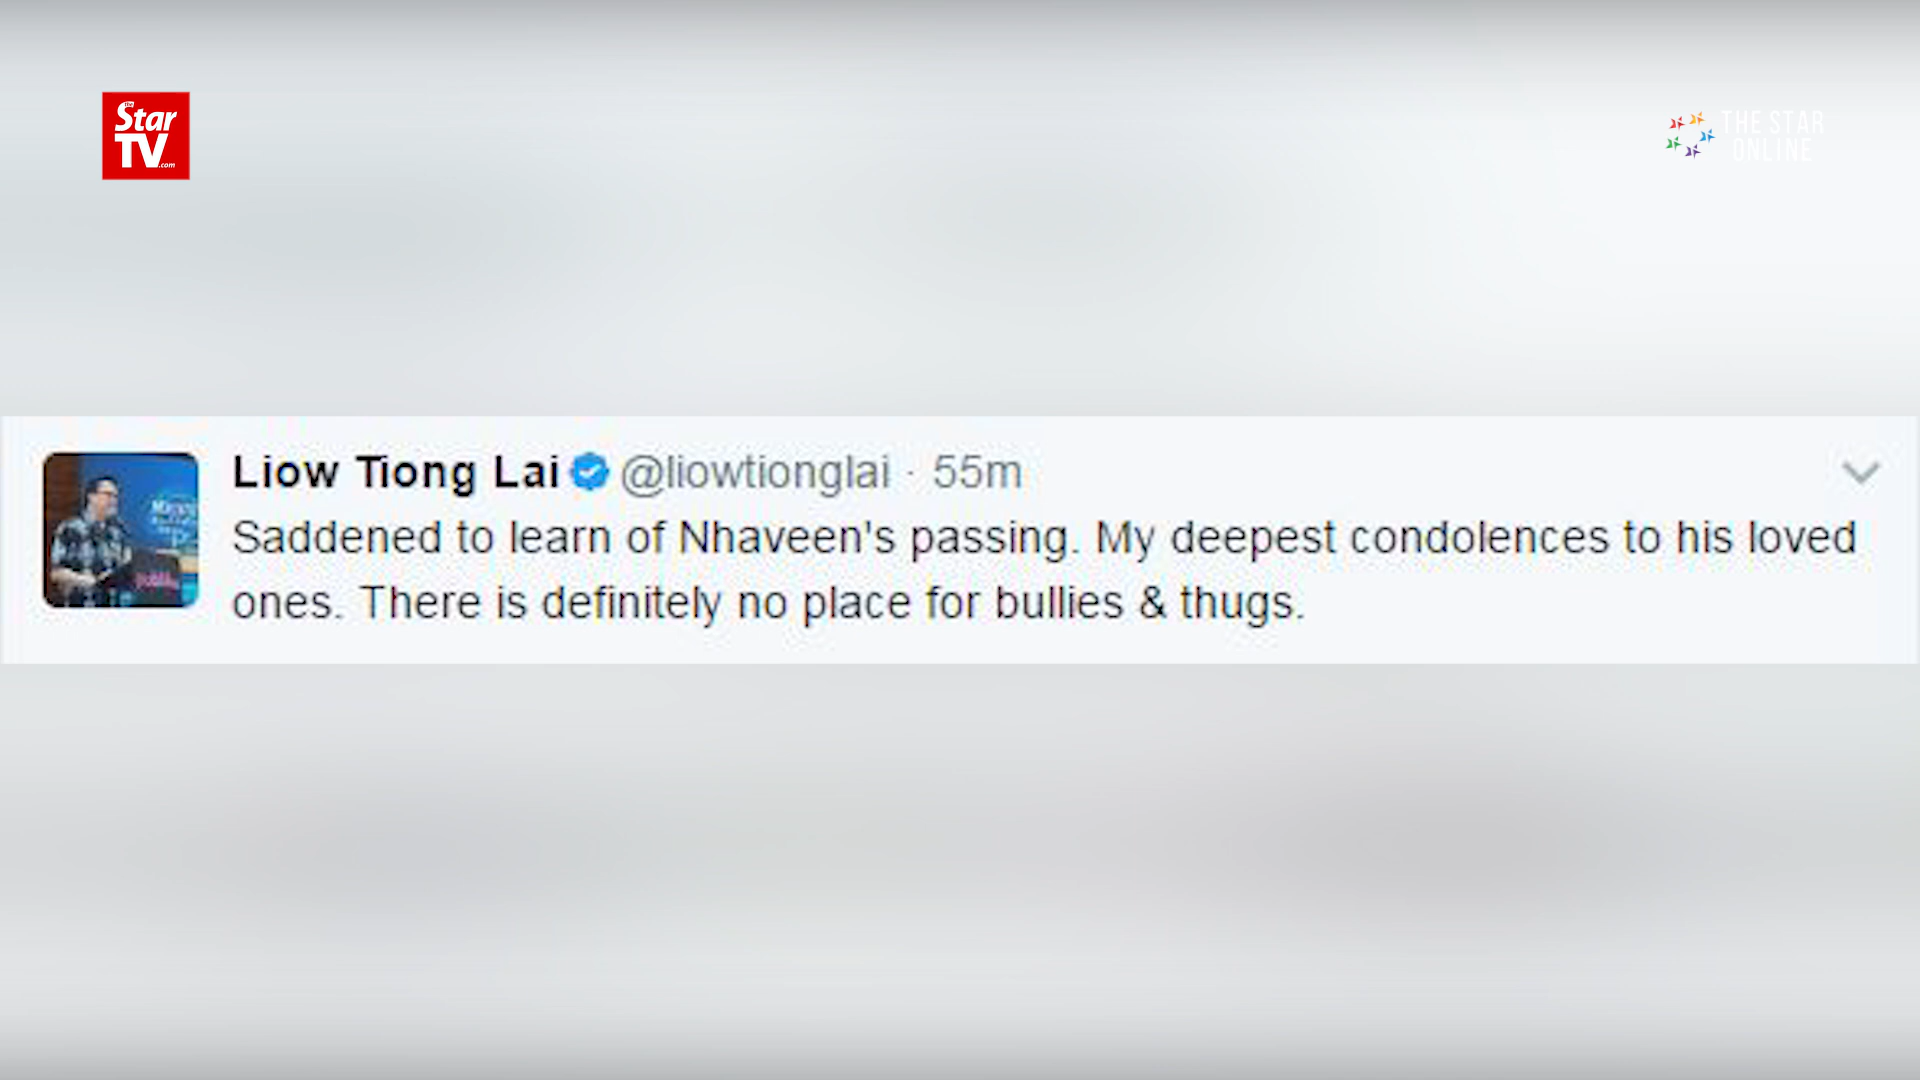 The Star
TV.com
THE STAR
ONLINE
Liow Tiong Lai @liowtionglai · 55m
Saddened to learn of Nhaveen's passing. My deepest condolences to his loved
ones. There is definitely no place for bullies & thugs.